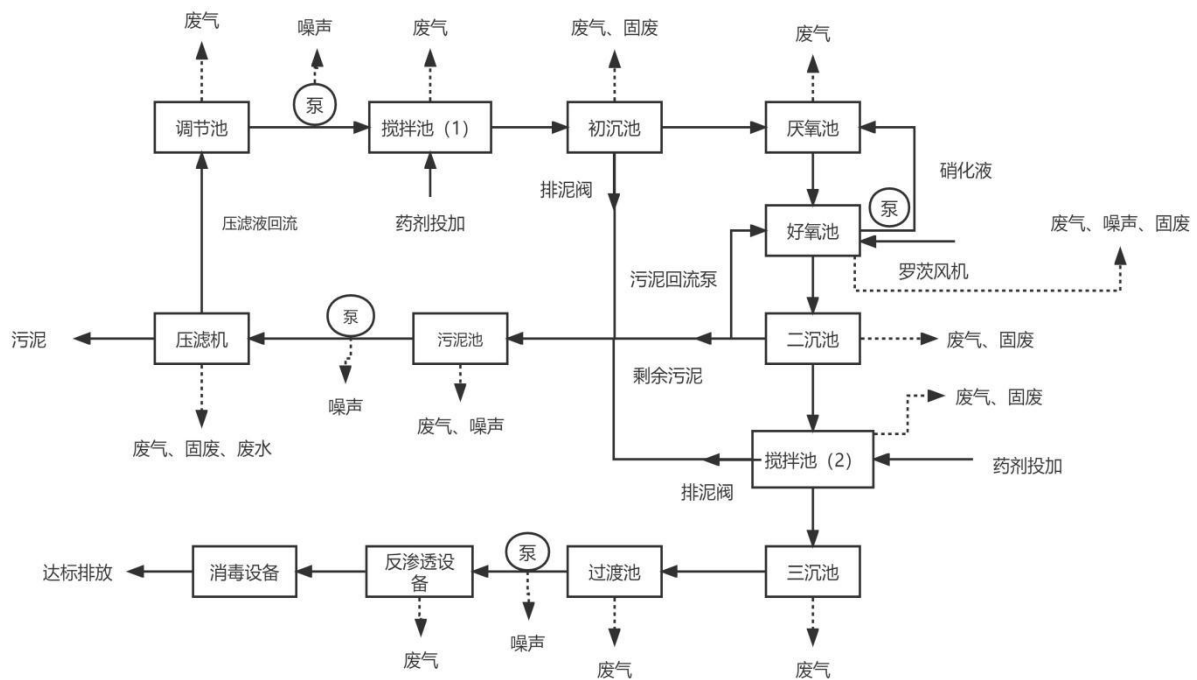 废气
噪声
废气
废气、固废
废气
泵
调节池
搅拌池（1）
初沉池
厌氧池
排泥阀
硝化液
药剂投加
压滤液回流
泵
好氧池
废气、噪声、固废
污泥回流泵
罗茨风机
泵
污泥
压滤机
污泥池
二沉池
废气、固废
剩余污泥
噪声
废气、噪声
废气、固废
废气、固废、废水
搅拌池（2）
药剂投加
排泥阀
泵
达标排放
消毒设备
反渗透设
备
过渡池
三沉池
噪声
废气
废气
废气